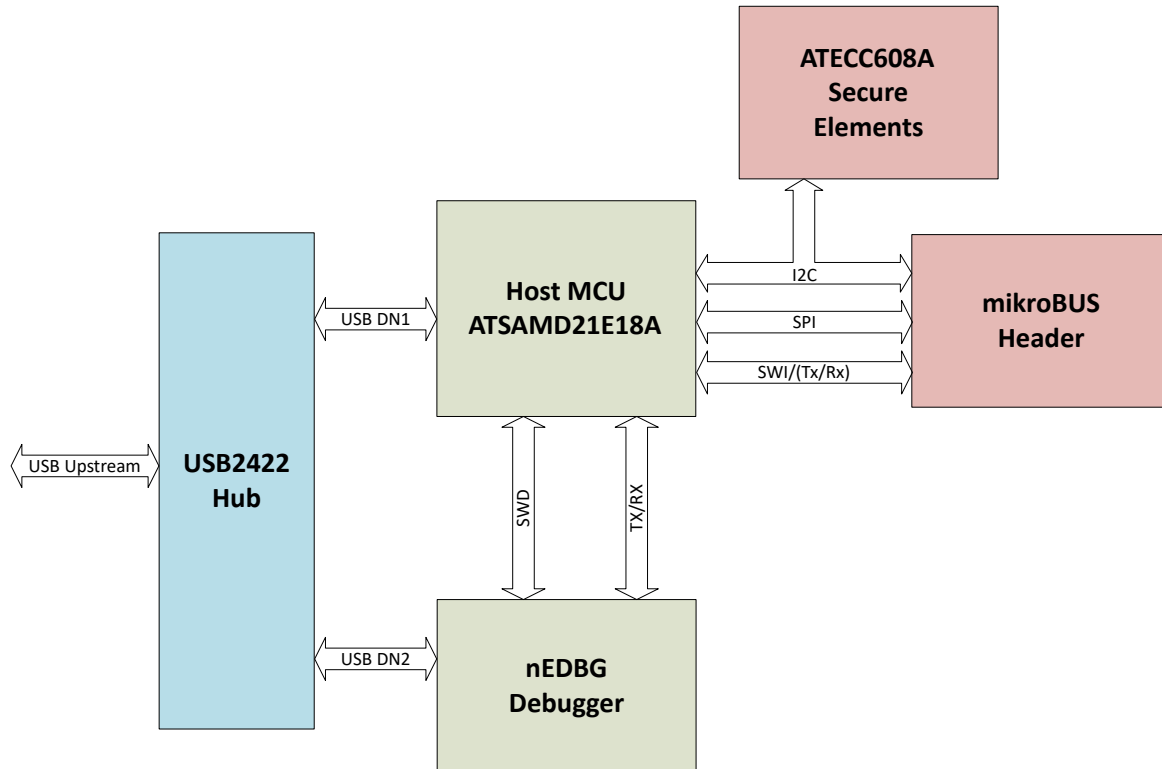 ATECC608A
Secure
Elements
Host MCU
ATSAMD21E18A
I2C
SPI
SWI/(Tx/Rx)
mikroBUS
Header
USB DN1
USB Upstream
USB2422
Hub
SWD
TX/RX
USB DN2
nEDBG
Debugger